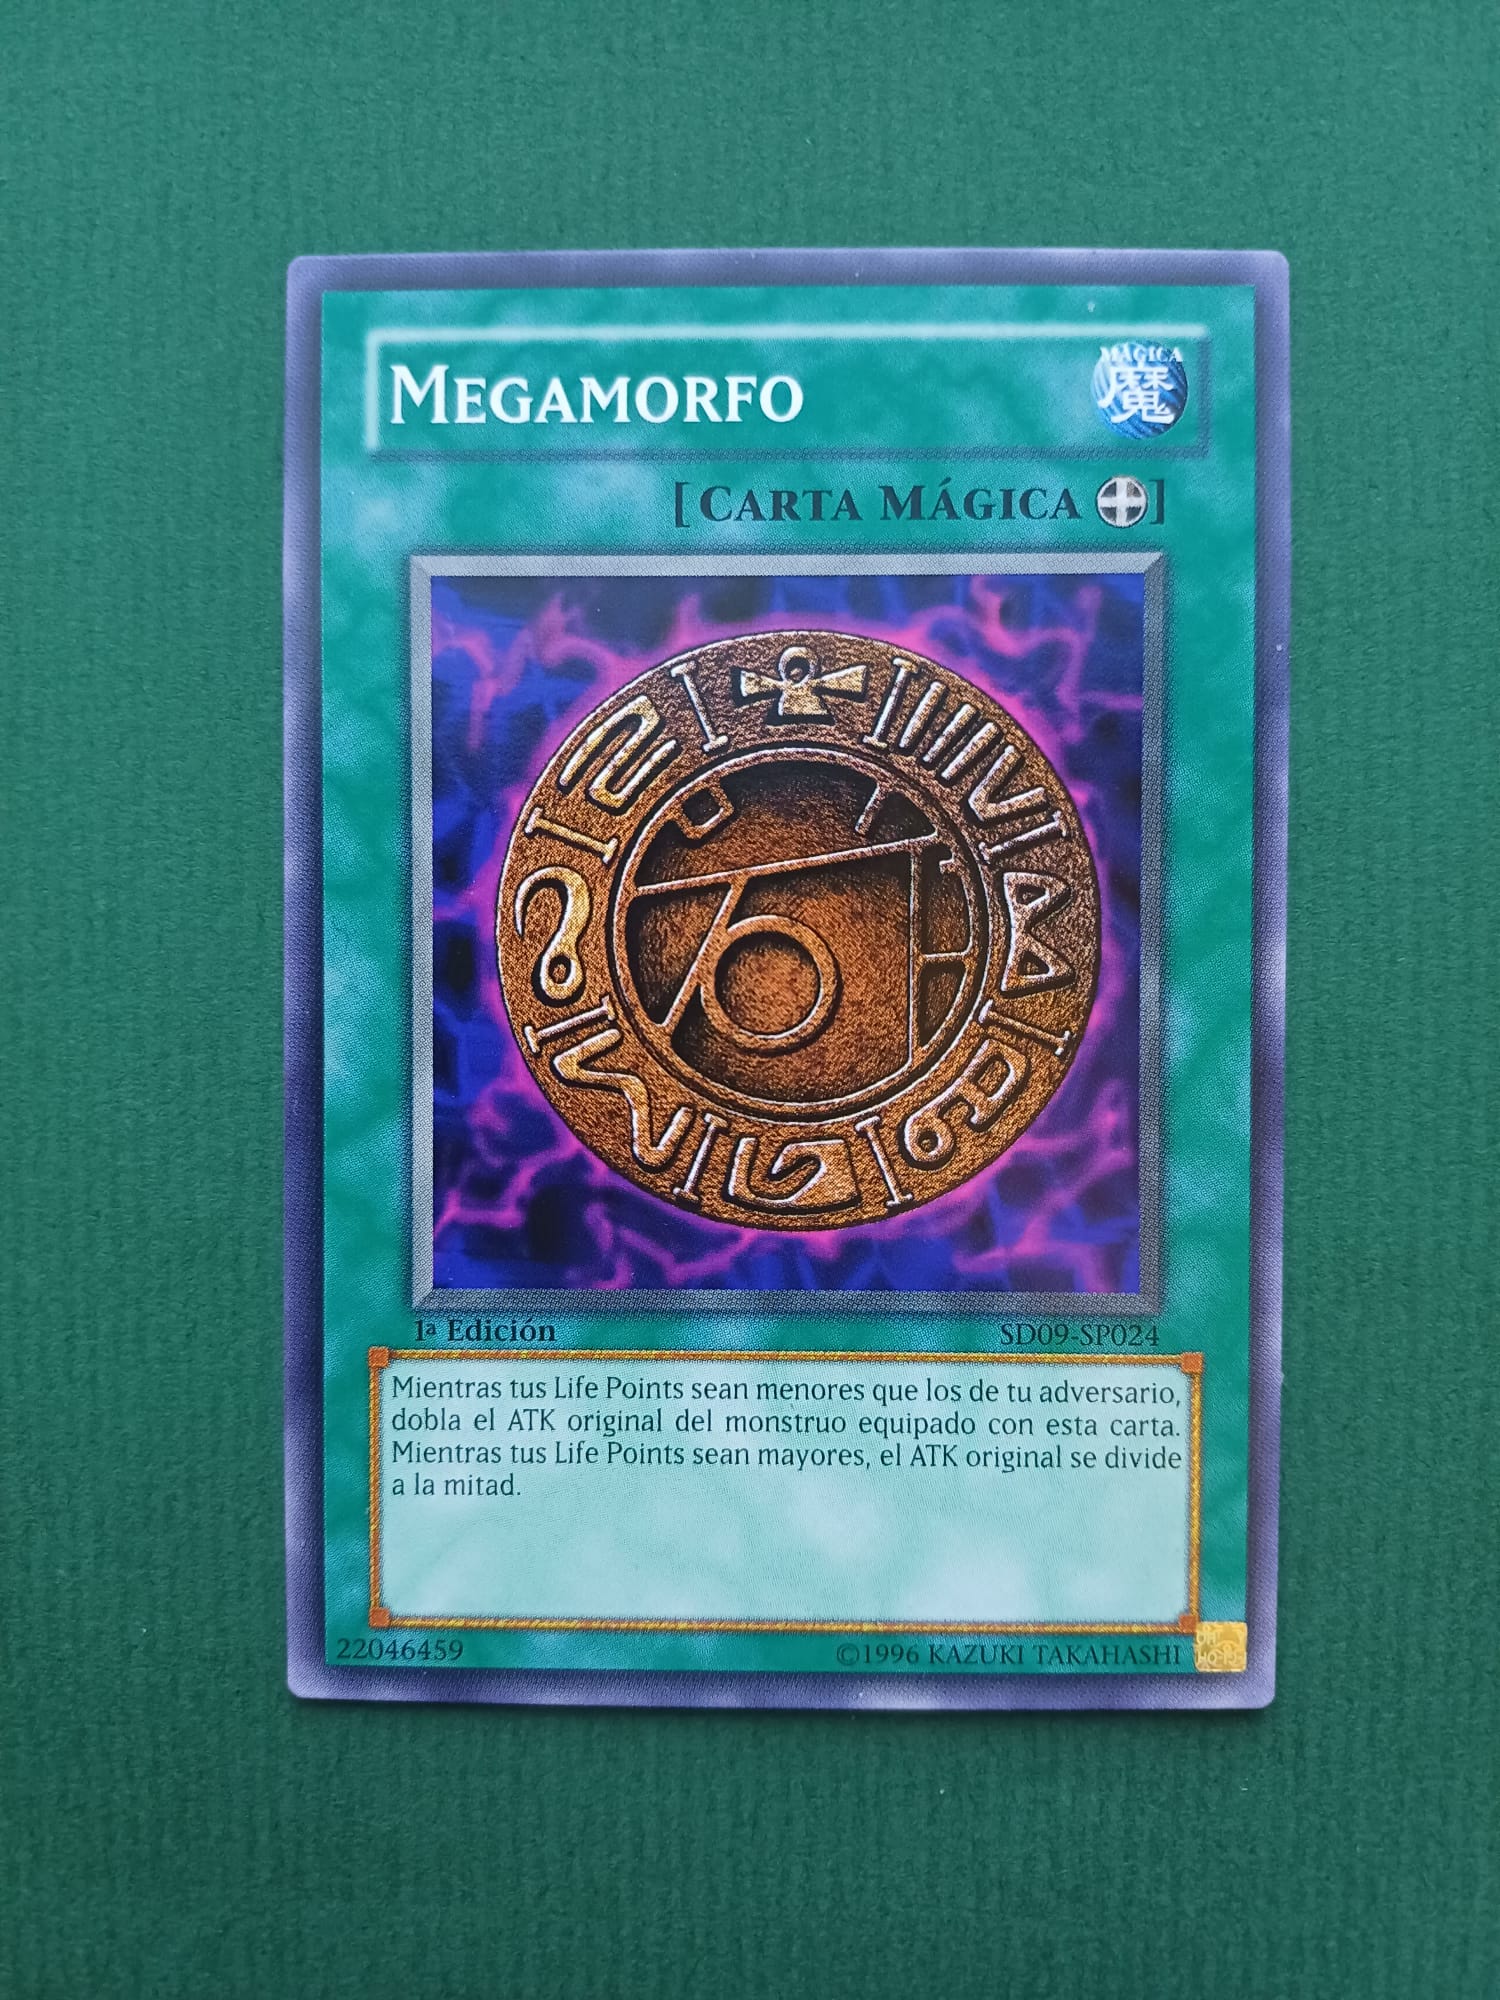 MEGAMORFO
MÁGICA
魔
[CARTA MÁGICA]
1ª Edición
SD09-SP024
Mientras tus Life Points sean menores que los de tu adversario,
dobla el ATK original del monstruo equipado con esta carta.
Mientras tus Life Points sean mayores, el ATK original se divide
a la mitad.
22046459
©1996 KAZUKI TAKAHASHI